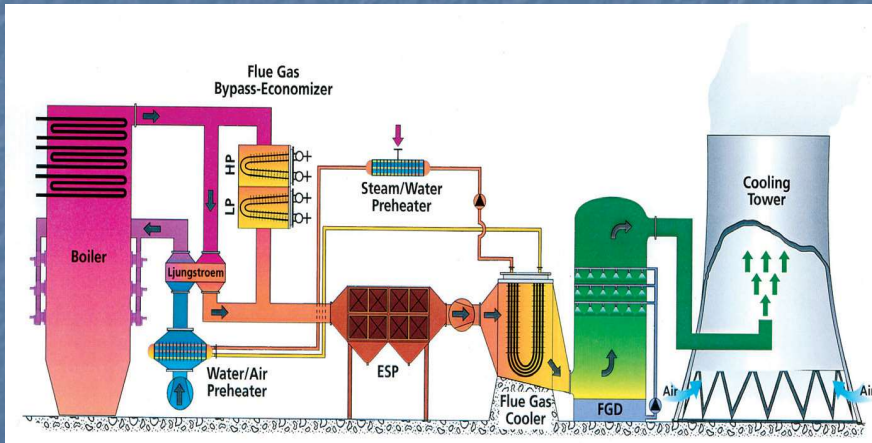 Flue Gas
Bypass-Economizer
HP
LP
Steam/Water
Preheater
Cooling
Tower
Boiler
Ljungstroem
Water/Air
Preheater
ESP
Flue Gas
Cooler
FGD
Air
Air